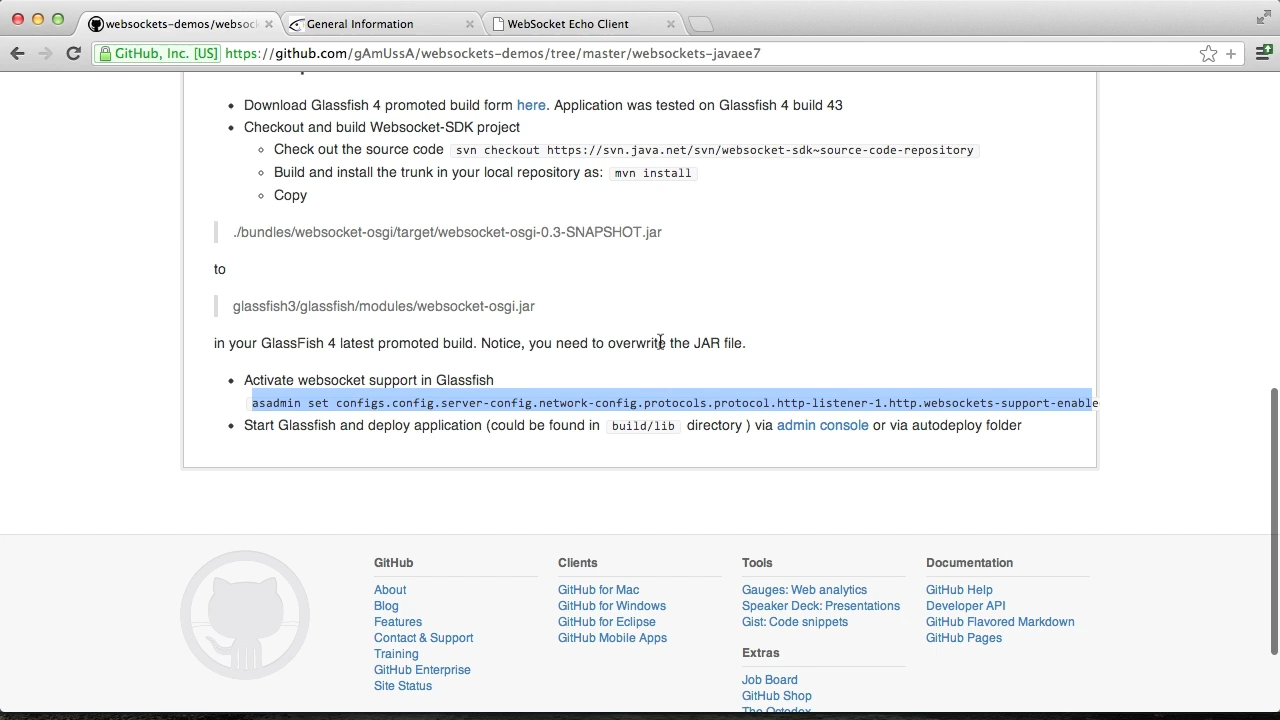 websockets-demos/websock
General Information
WebSocket Echo Client
GitHub, Inc. [US] https://github.com/gAmUssA/websockets-demos/tree/master/websockets-javaee7
Download Glassfish 4 promoted build form here. Application was tested on Glassfish 4 build 43
Checkout and build Websocket-SDK project
Check out the source code svn checkout https://svn.java.net/svn/websocket-sdk~source-code-repository
Build and install the trunk in your local repository as: mvn install
Copy
./bundles/websocket-osgi/target/websocket-osgi-0.3-SNAPSHOT.jar
to
glassfish3/glassfish/modules/websocket-osgi.jar
in your GlassFish 4 latest promoted build. Notice, you need to overwrite the JAR file.
Activate websocket support in Glassfish
asadmin set configs.config.server-config.network-config.protocols.protocol.http-listener-1.http.websockets-support-enable
Start Glassfish and deploy application (could be found in build/lib directory ) via admin console or via autodeploy folder
GitHub
About
Blog
Features
Contact & Support
Training
GitHub Enterprise
Site Status
Clients
GitHub for Mac
GitHub for Windows
GitHub for Eclipse
GitHub Mobile Apps
Tools
Gauges: Web analytics
Speaker Deck: Presentations
Gist: Code snippets
Extras
Job Board
GitHub Shop
The Octodex
Documentation
GitHub Help
Developer API
GitHub Flavored Markdown
GitHub Pages